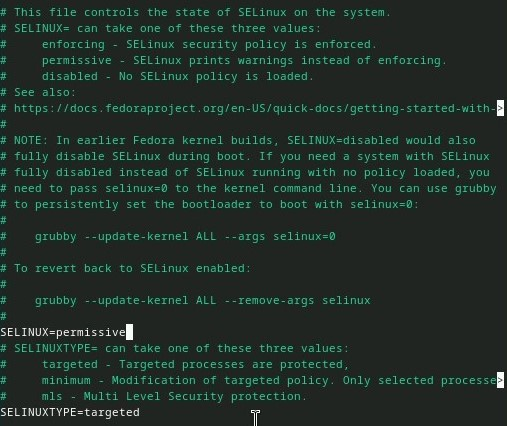 # This file controls the state of SELinux on the system.
# SELINUX= can take one of these three values:
#     enforcing - SELinux security policy is enforced.
#     permissive - SELinux prints warnings instead of enforcing.
#     disabled - No SELinux policy is loaded.
# See also:
# https://docs.fedoraproject.org/en-US/quick-docs/getting-started-with->
#
# NOTE: In earlier Fedora kernel builds, SELINUX=disabled would also
# fully disable SELinux during boot. If you need a system with SELinux
# fully disabled instead of SELinux running with no policy loaded, you
# need to pass selinux=0 to the kernel command line. You can use grubby
# to persistently set the bootloader to boot with selinux=0:
#
#    grubby --update-kernel ALL --args selinux=0
#
# To revert back to SELinux enabled:
#
#    grubby --update-kernel ALL --remove-args selinux
#
SELINUX=permissive
# SELINUXTYPE= can take one of these three values:
#     targeted - Targeted processes are protected,
#     minimum - Modification of targeted policy. Only selected processe>
#     mls - Multi Level Security protection.
SELINUXTYPE=targeted